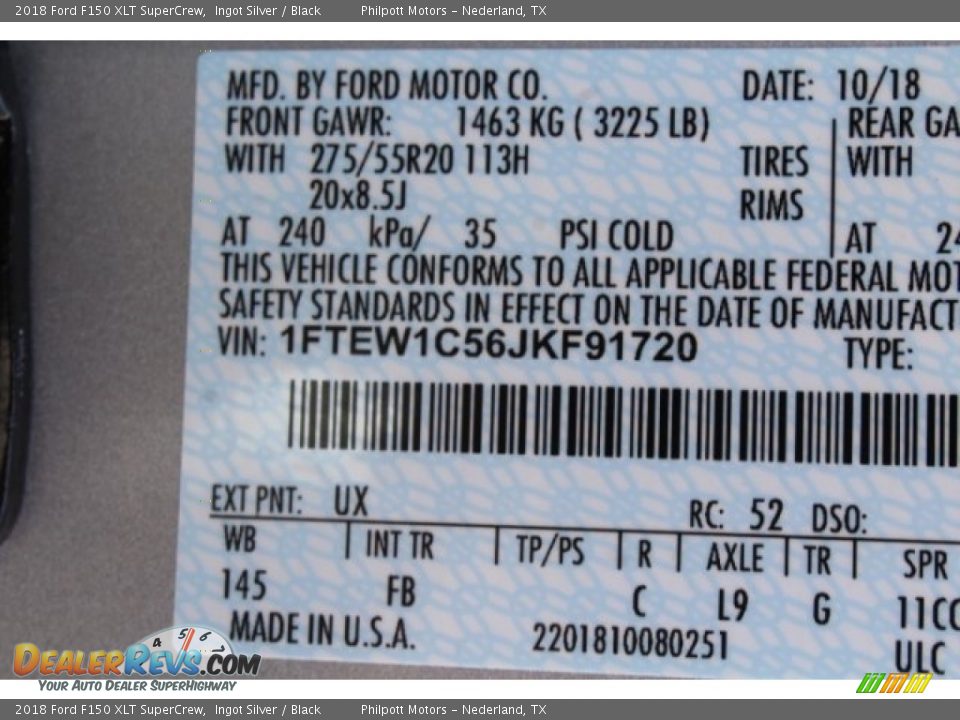 2018 Ford F150 XLT SuperCrew, Ingot Silver / Black Philpott Motors – Nederland, TX
MFD. BY FORD MOTOR CO. DATE: 10/18
FRONT GAWR: 1463 KG ( 3225 LB) REAR GA
WITH 275/55R20 113H TIRES WITH
20x8.5J RIMS
AT 240 kPa/ 35 PSI COLD AT 24
THIS VEHICLE CONFORMS TO ALL APPLICABLE FEDERAL MOT
SAFETY STANDARDS IN EFFECT ON THE DATE OF MANUFACT
VIN: 1FTEW1C56JKF91720 TYPE:
EXT PNT: UX RC: 52 DSO:
WB INT TR TP/PS R AXLE TR SPR
145 FB C L9 G 11CC
MADE IN U.S.A. 2201810080251 ULC
4 5 6
DealerRevs.com
Your Auto Dealer SuperHighway
2018 Ford F150 XLT SuperCrew, Ingot Silver / Black Philpott Motors – Nederland, TX